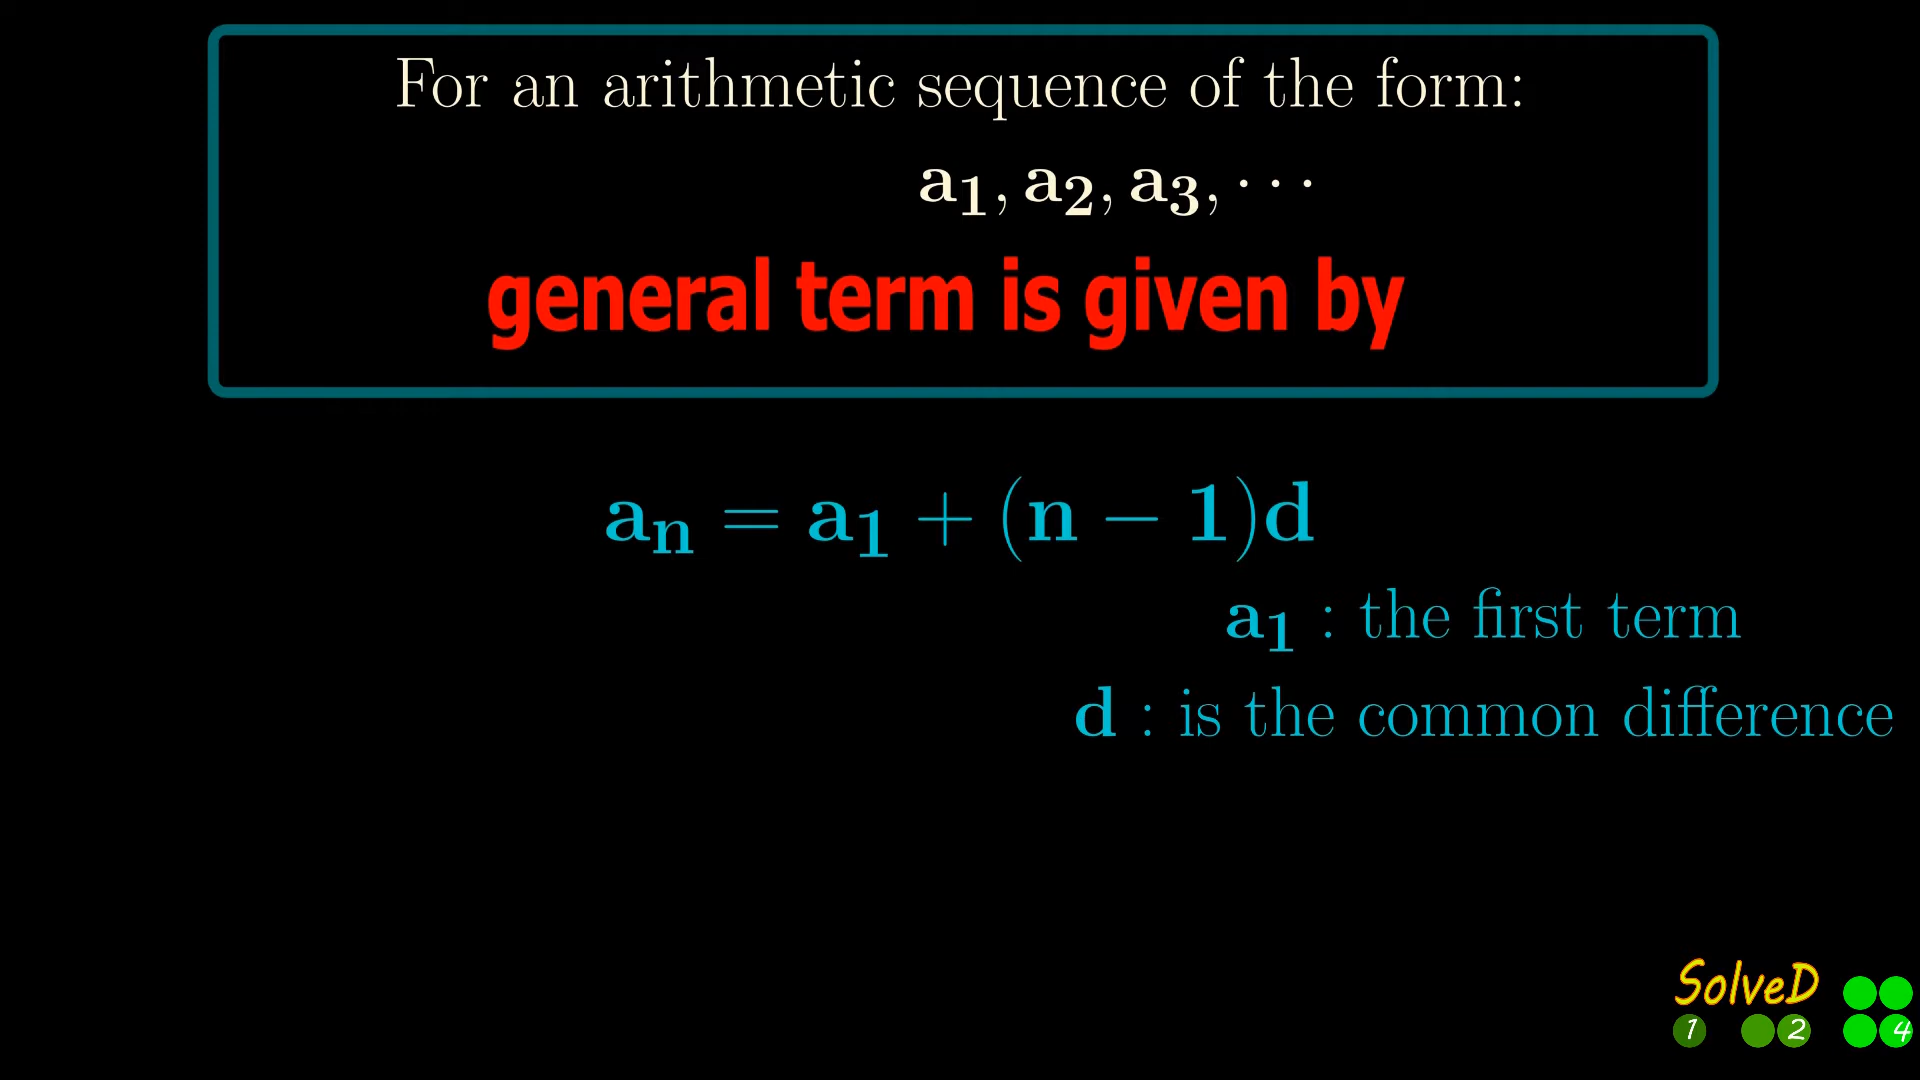 For an arithmetic sequence of the form:
a₁, a₂, a₃, ⋯
general term is given by
aₙ = a₁ + (n − 1)d
a₁ : the first term
d : is the common difference
SolveD
1 2 4